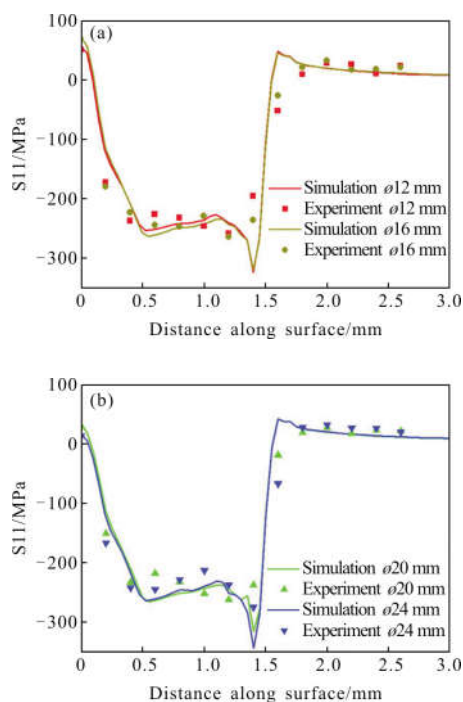 (a)
100
0
−100
−200
−300
S11/MPa
Simulation ø12 mm
Experiment ø12 mm
Simulation ø16 mm
Experiment ø16 mm
0 0.5 1.0 1.5 2.0 2.5 3.0
Distance along surface/mm
(b)
100
0
−100
−200
−300
−350
S11/MPa
Simulation ø20 mm
Experiment ø20 mm
Simulation ø24 mm
Experiment ø24 mm
0 0.5 1.0 1.5 2.0 2.5 3.0
Distance along surface/mm